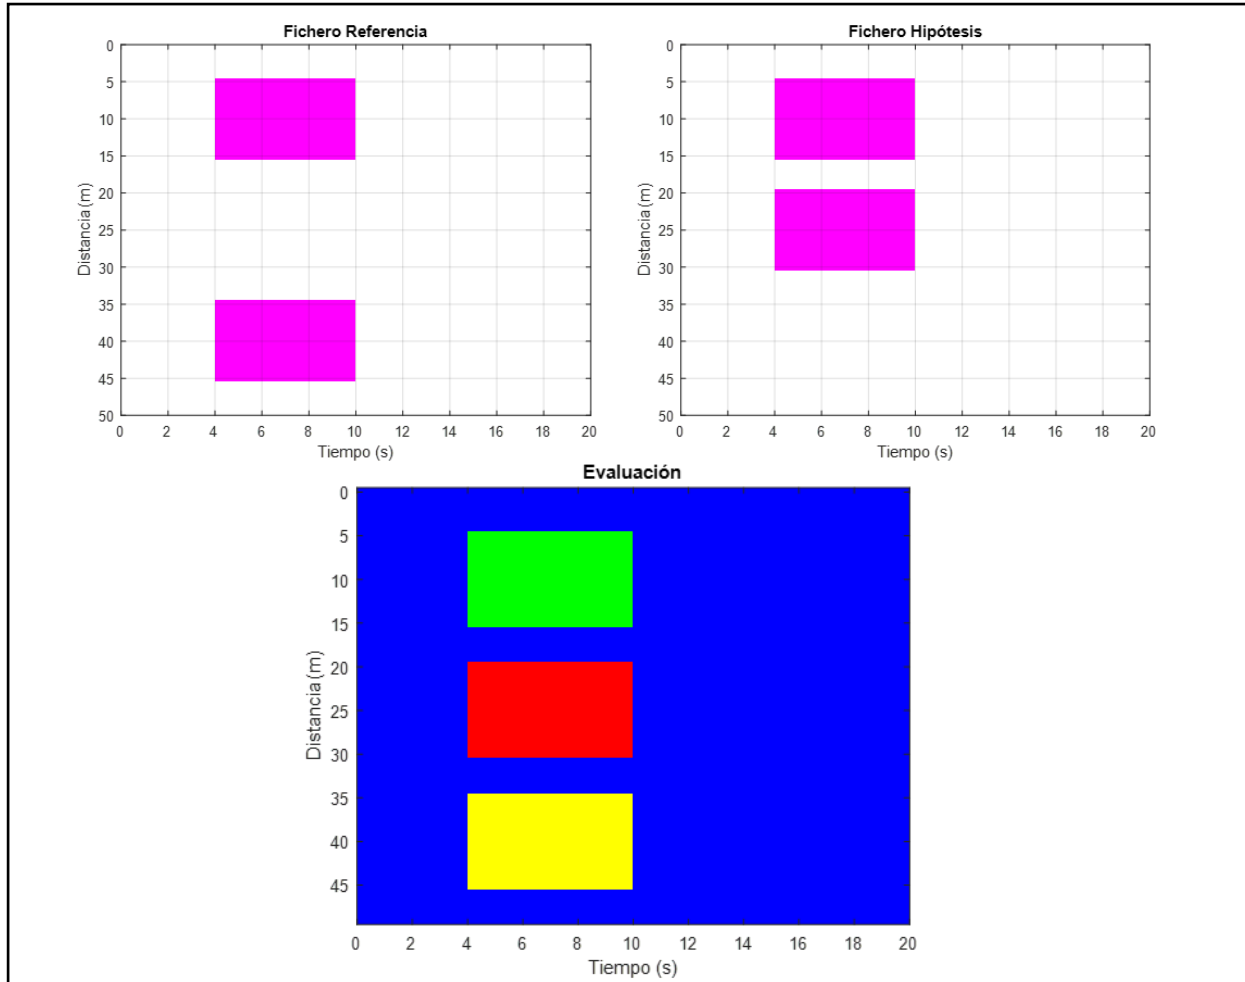 Fichero Referencia
0
5
10
15
20
25
30
35
40
45
50
Distancia (m)
0 2 4 6 8 10 12 14 16 18 20
Tiempo (s)
Fichero Hipótesis
0
5
10
15
20
25
30
35
40
45
50
Distancia (m)
0 2 4 6 8 10 12 14 16 18 20
Tiempo (s)
Evaluación
0
5
10
15
20
25
30
35
40
45
Distancia (m)
0 2 4 6 8 10 12 14 16 18 20
Tiempo (s)